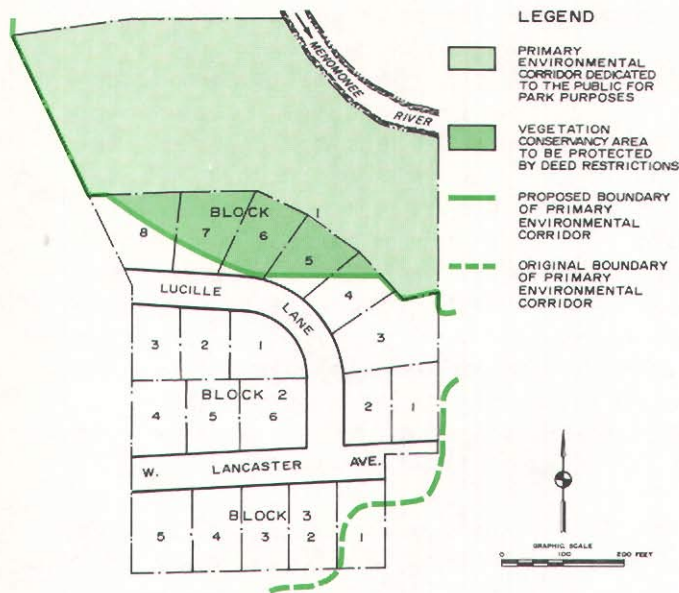 LEGEND
PRIMARY
ENVIRONMENTAL
CORRIDOR DEDICATED
TO THE PUBLIC FOR
PARK PURPOSES
VEGETATION
CONSERVANCY AREA
TO BE PROTECTED
BY DEED RESTRICTIONS
PROPOSED BOUNDARY
OF PRIMARY
ENVIRONMENTAL
CORRIDOR
ORIGINAL BOUNDARY
OF PRIMARY
ENVIRONMENTAL
CORRIDOR
MENOMONEE
RIVER
BLOCK 1
8 7 6 5
4
LUCILLE
LANE
3
3 2 1
BLOCK 2
4 5 6
2 1
W. LANCASTER AVE.
BLOCK 3
5 4 3 2 1
GRAPHIC SCALE
0 100 200 FEET